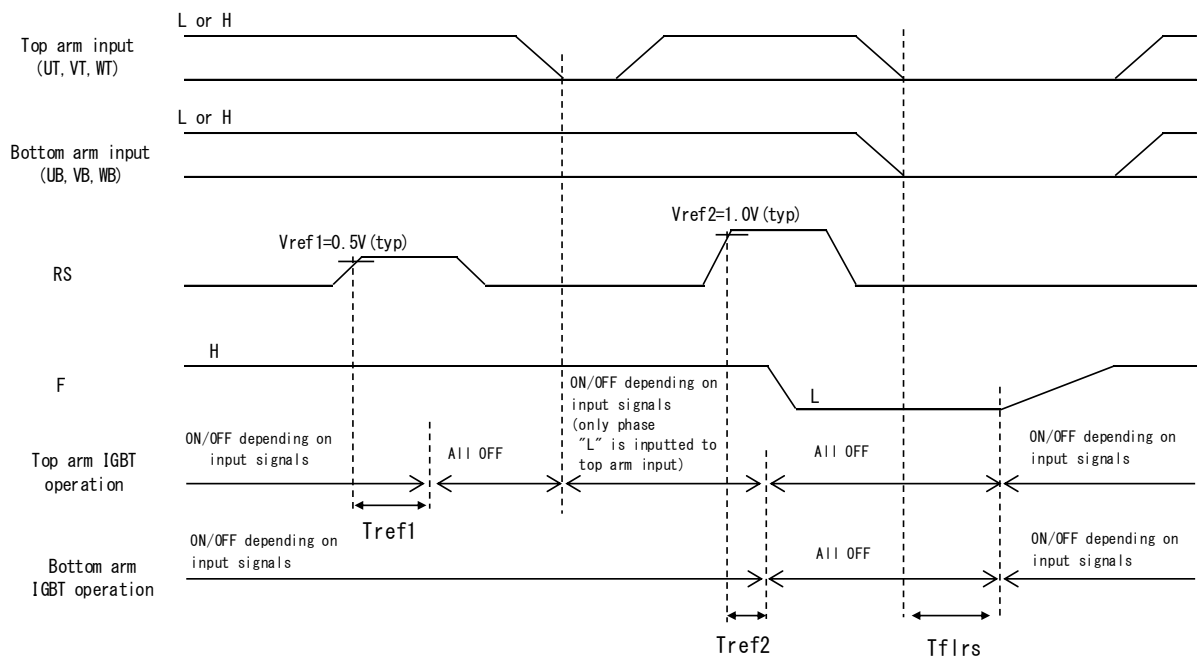 L or H
Top arm input
(UT, VT, WT)
L or H
Bottom arm input
(UB, VB, WB)
Vref1=0.5V(typ)
Vref2=1.0V(typ)
RS
H
F
L
ON/OFF depending on
input signals
(only phase
"L" is inputted to
top arm input)
ON/OFF depending on
input signals
All OFF
All OFF
ON/OFF depending on
input signals
Top arm IGBT
operation
Tref1
ON/OFF depending on
input signals
All OFF
ON/OFF depending on
input signals
Bottom arm
IGBT operation
Tref2
Tflrs